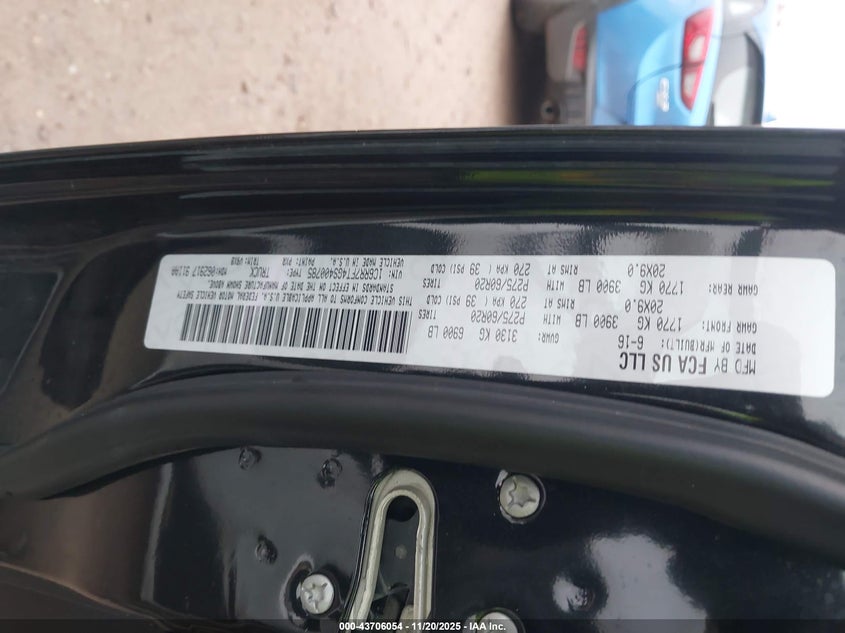 MFD BY FCA US LLC
DATE OF MFR(BUILT): 6-16
GVWR: 3130 KG 6900 LB
GAWR FRONT: 1770 KG 3900 LB WITH P275/60R20 TIRES
20X9.0 RIMS AT 270 KPA ( 39 PSI) COLD
GAWR REAR: 1770 KG 3900 LB WITH P275/60R20 TIRES
20X9.0 RIMS AT 270 KPA ( 39 PSI) COLD
THIS VEHICLE CONFORMS TO ALL APPLICABLE U.S.A. FEDERAL MOTOR VEHICLE SAFETY
STANDARDS IN EFFECT ON THE DATE OF MANUFACTURE SHOWN ABOVE.
VIN: 1C6RR7FT4GS400785 TYPE: TRUCK
VEHICLE MADE IN U.S.A. PAINT: PXR MDH: 062917 911AA
000-43706054 — 11/20/2025 — IAA Inc.